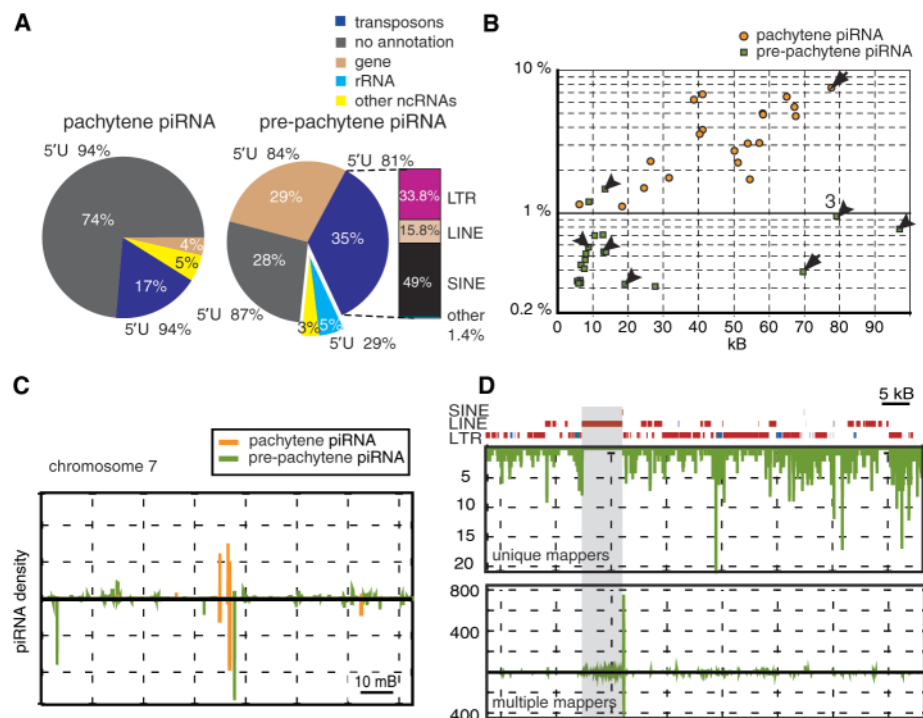 A
transposons
no annotation
gene
rRNA
other ncRNAs
pachytene piRNA
pre-pachytene piRNA
5'U 94%
74%
4%
5%
17%
5'U 94%
5'U 84%
5'U 81%
29%
35%
28%
3%
5%
5'U 87%
5'U 29%
33.8%
LTR
15.8%
LINE
49%
SINE
other
1.4%
B
pachytene piRNA
pre-pachytene piRNA
10 %
1 %
0.2 %
3
0 10 20 30 40 50 60 70 80 90
kB
C
pachytene piRNA
pre-pachytene piRNA
chromosome 7
piRNA density
10 mB
D
5 kB
SINE
LINE
LTR
5
10
15
20
unique mappers
800
400
400
multiple mappers